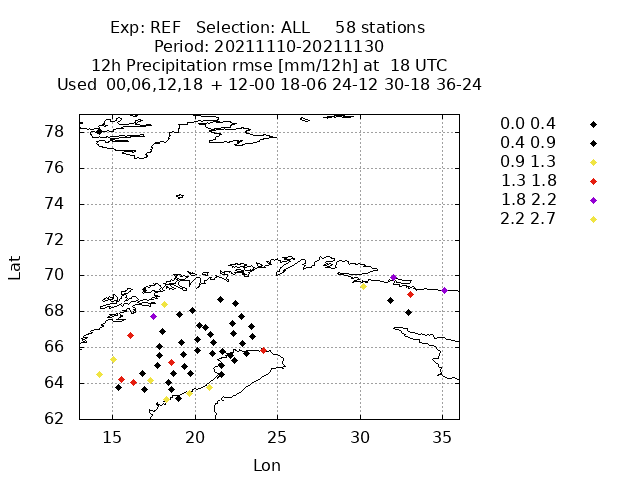 Exp: REF   Selection: ALL     58 stations
Period: 20211110-20211130
12h Precipitation rmse [mm/12h] at  18 UTC
Used  00,06,12,18  + 12-00 18-06 24-12 30-18 36-24
0.0 0.4
0.4 0.9
0.9 1.3
1.3 1.8
1.8 2.2
2.2 2.7
78
76
74
72
70
68
66
64
62
Lat
15 20 25 30 35
Lon